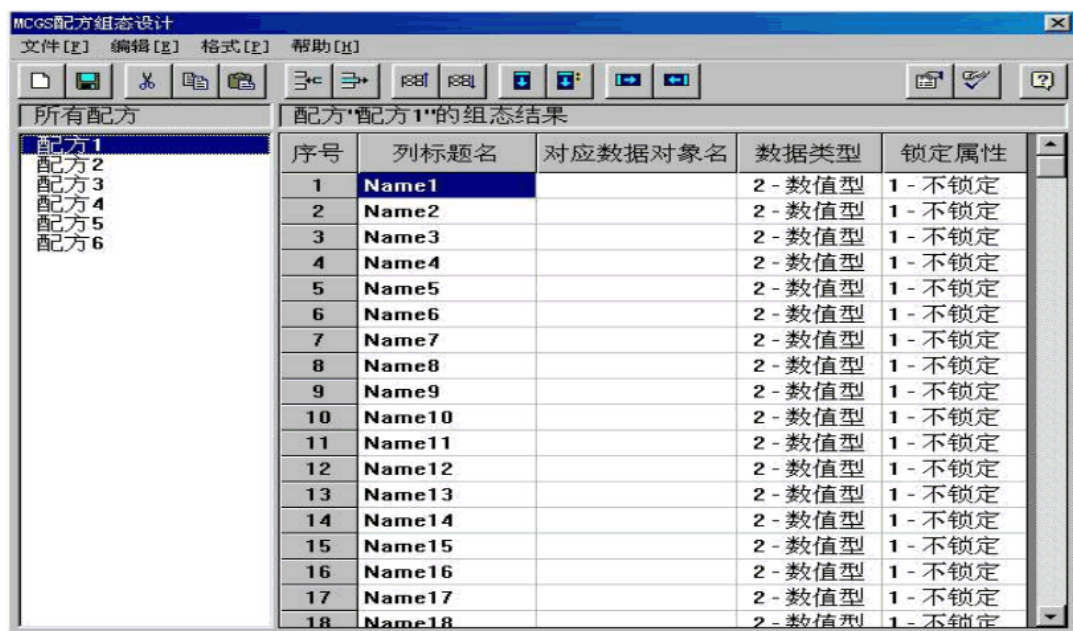 MCGS配方组态设计
文件[F] 编辑[E] 格式[P] 帮助[H]
所有配方
配方"配方1"的组态结果
配方1
配方2
配方3
配方4
配方5
配方6
序号 列标题名 对应数据对象名 数据类型 锁定属性
1 Name1 2-数值型 1-不锁定
2 Name2 2-数值型 1-不锁定
3 Name3 2-数值型 1-不锁定
4 Name4 2-数值型 1-不锁定
5 Name5 2-数值型 1-不锁定
6 Name6 2-数值型 1-不锁定
7 Name7 2-数值型 1-不锁定
8 Name8 2-数值型 1-不锁定
9 Name9 2-数值型 1-不锁定
10 Name10 2-数值型 1-不锁定
11 Name11 2-数值型 1-不锁定
12 Name12 2-数值型 1-不锁定
13 Name13 2-数值型 1-不锁定
14 Name14 2-数值型 1-不锁定
15 Name15 2-数值型 1-不锁定
16 Name16 2-数值型 1-不锁定
17 Name17 2-数值型 1-不锁定
18 Name18 2-数值型 1-不锁定